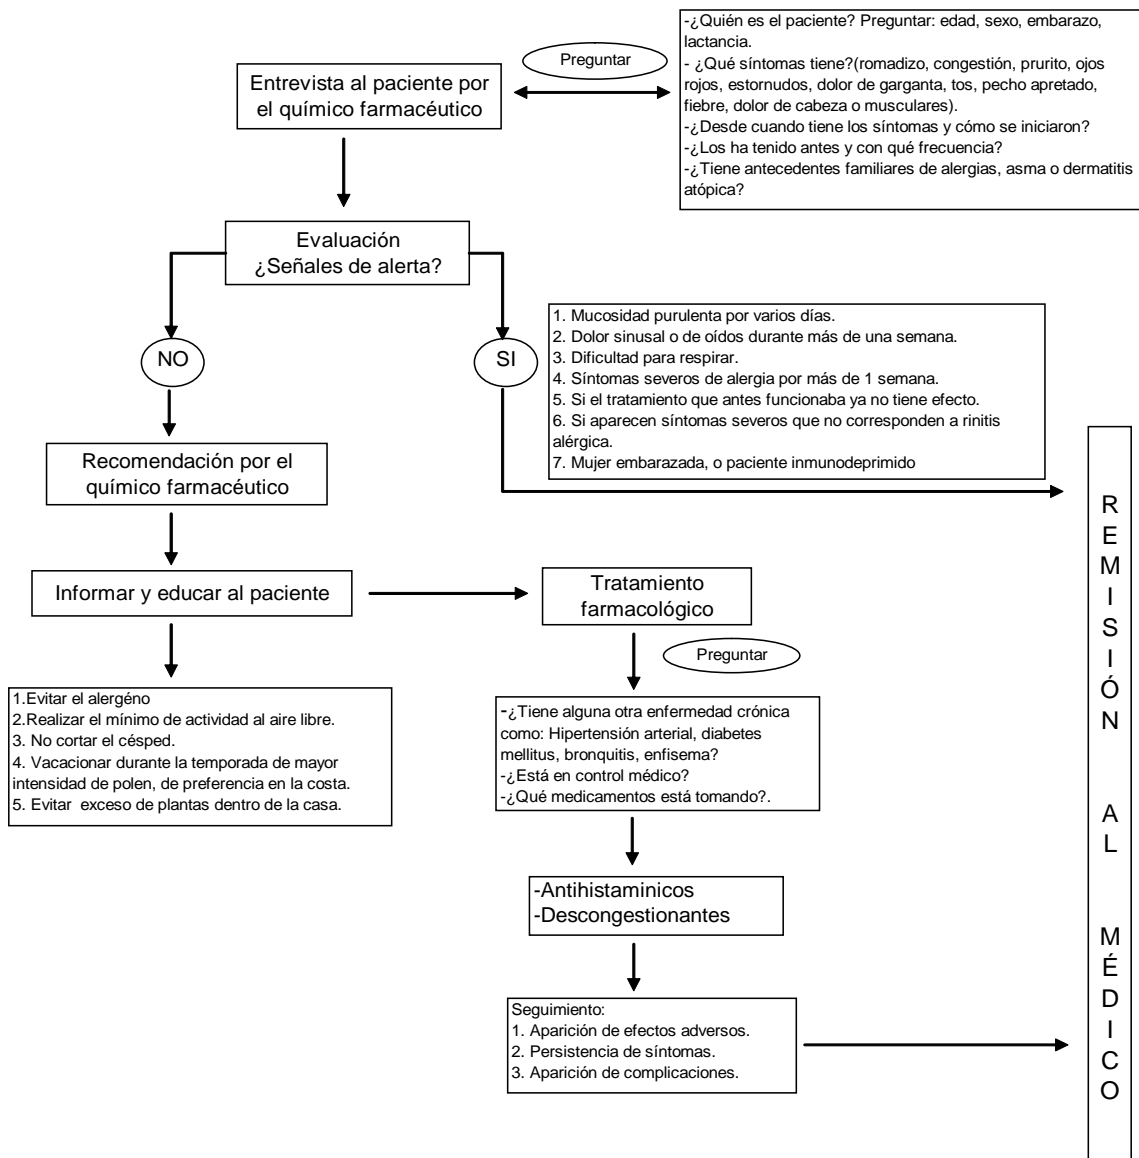 -¿Quién es el paciente? Preguntar: edad, sexo, embarazo,
lactancia.
- ¿Qué síntomas tiene?(romadizo, congestión, prurito, ojos
rojos, estornudos, dolor de garganta, tos, pecho apretado,
fiebre, dolor de cabeza o musculares).
-¿Desde cuando tiene los síntomas y cómo se iniciaron?
-¿Los ha tenido antes y con qué frecuencia?
-¿Tiene antecedentes familiares de alergias, asma o dermatitis
atópica?
Preguntar
Entrevista al paciente por
el químico farmacéutico
Evaluación
¿Señales de alerta?
NO
SI
1. Mucosidad purulenta por varios días.
2. Dolor sinusal o de oídos durante más de una semana.
3. Dificultad para respirar.
4. Síntomas severos de alergia por más de 1 semana.
5. Si el tratamiento que antes funcionaba ya no tiene efecto.
6. Si aparecen síntomas severos que no corresponden a rinitis
alérgica.
7. Mujer embarazada, o paciente inmunodeprimido
Recomendación por el
químico farmacéutico
Informar y educar al paciente
Tratamiento
farmacológico
Preguntar
1.Evitar el alergéno
2.Realizar el mínimo de actividad al aire libre.
3. No cortar el césped.
4. Vacacionar durante la temporada de mayor
intensidad de polen, de preferencia en la costa.
5. Evitar exceso de plantas dentro de la casa.
-¿Tiene alguna otra enfermedad crónica
como: Hipertensión arterial, diabetes
mellitus, bronquitis, enfisema?
-¿Está en control médico?
-¿Qué medicamentos está tomando?.
-Antihistaminicos
-Descongestionantes
Seguimiento:
1. Aparición de efectos adversos.
2. Persistencia de síntomas.
3. Aparición de complicaciones.
REMISIÓN AL MÉDICO